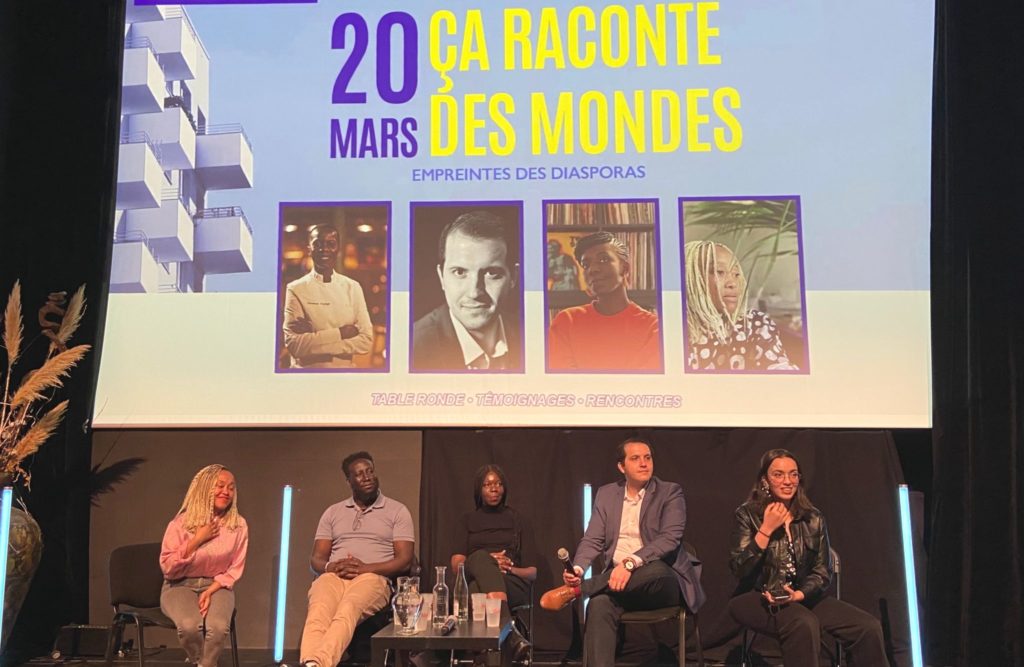 20 MARS
ÇA RACONTE
DES MONDES
EMPREINTES DES DIASPORAS
TABLE RONDE • TÉMOIGNAGES • RENCONTRES